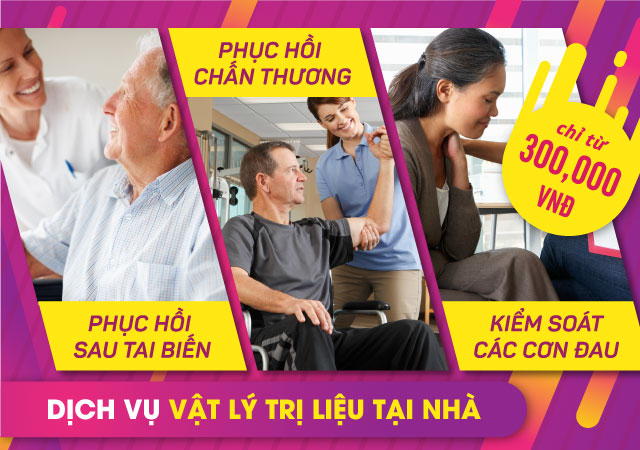 PHỤC HỒI
CHẤN THƯƠNG
chỉ từ
300,000
VNĐ
PHỤC HỒI
SAU TAI BIẾN
KIỂM SOÁT
CÁC CƠN ĐAU
DỊCH VỤ VẬT LÝ TRỊ LIỆU TẠI NHÀ